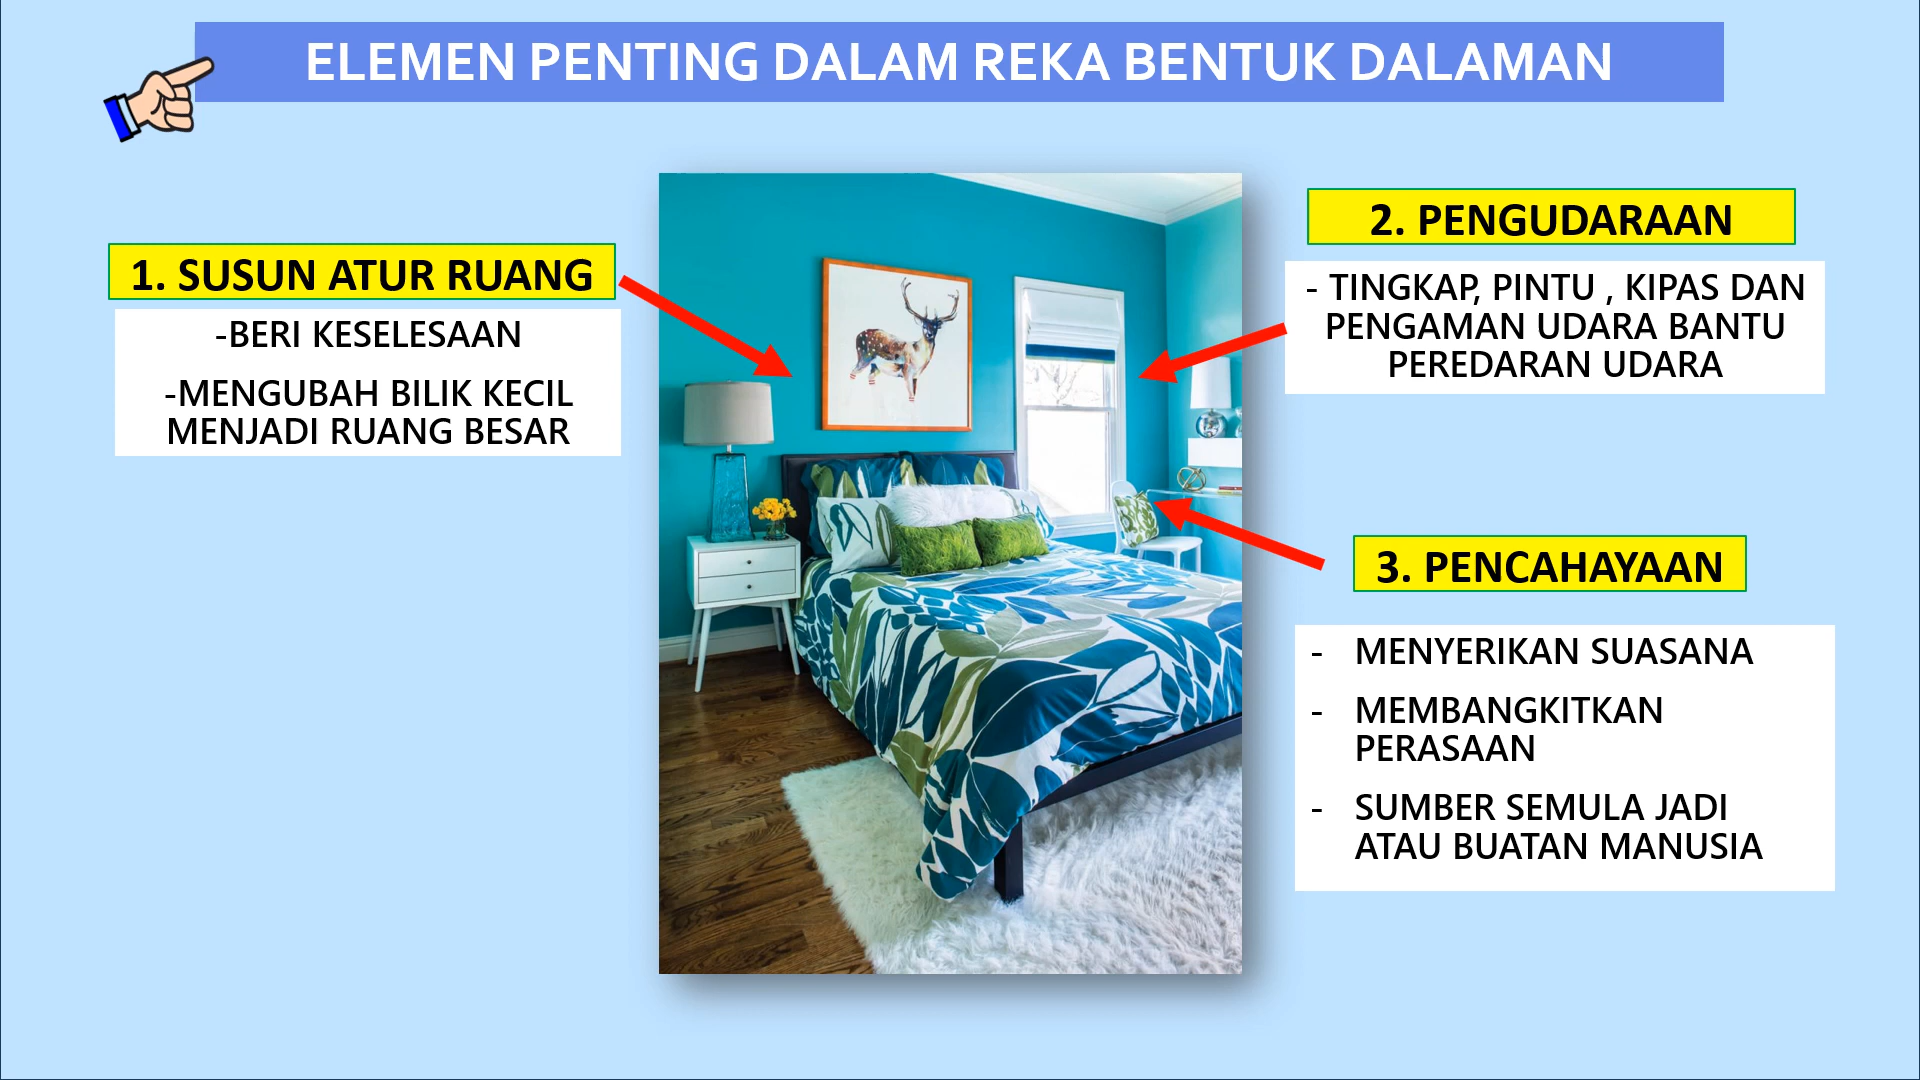 ELEMEN PENTING DALAM REKA BENTUK DALAMAN
1. SUSUN ATUR RUANG
-BERI KESELESAAN
-MENGUBAH BILIK KECIL
MENJADI RUANG BESAR
2. PENGUDARAAN
- TINGKAP, PINTU , KIPAS DAN
PENGAMAN UDARA BANTU
PEREDARAN UDARA
3. PENCAHAYAAN
- MENYERIKAN SUASANA
- MEMBANGKITKAN
PERASAAN
- SUMBER SEMULA JADI
ATAU BUATAN MANUSIA